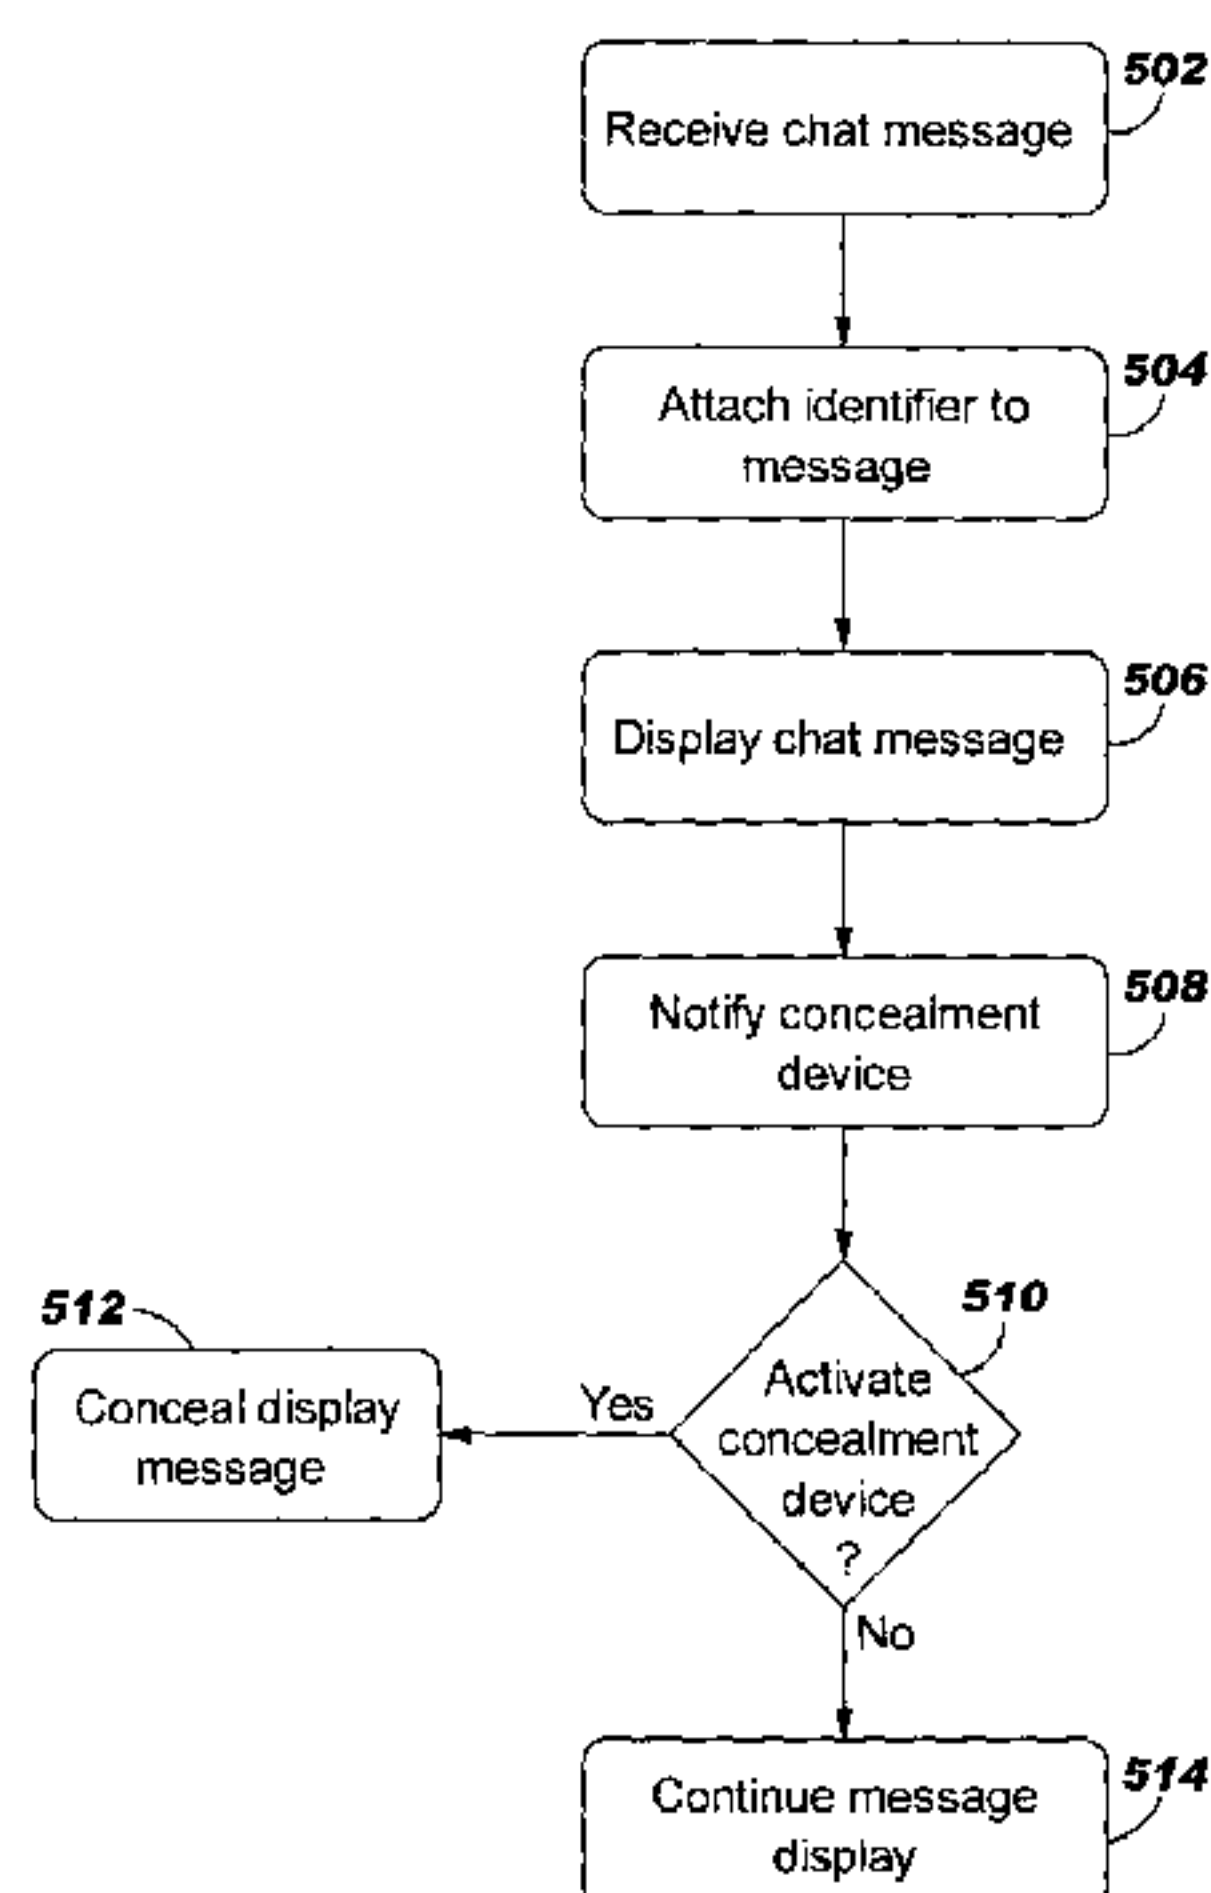 502
Receive chat message
504
Attach identifier to
message
506
Display chat message
508
Notify concealment
device
510
Activate
concealment
device
?
Yes
512
Conceal display
message
No
514
Continue message
display